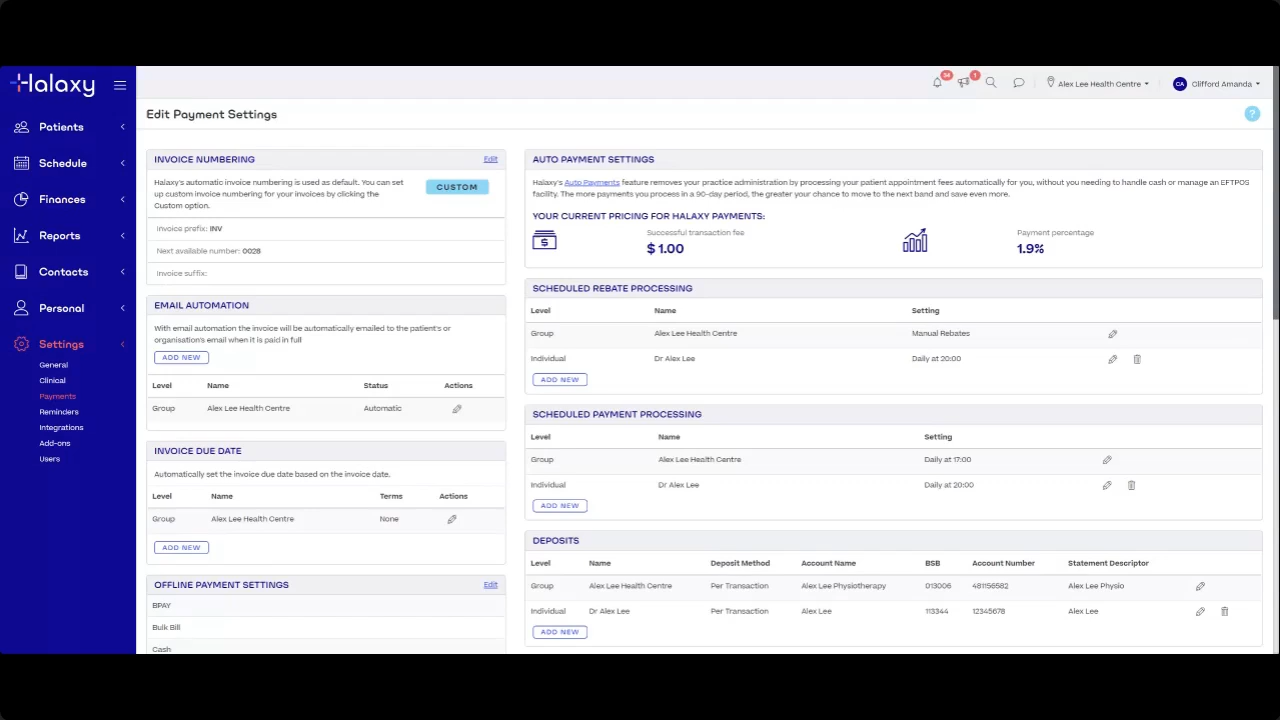 Halaxy
34
1
Alex Lee Health Centre
CA
Clifford Amanda
Patients
Schedule
Finances
Reports
Contacts
Personal
Settings
General
Clinical
Payments
Reminders
Integrations
Add-ons
Users
Edit Payment Settings
?
INVOICE NUMBERING
Edit
Halaxy's automatic invoice numbering is used as default. You can set
up custom invoice numbering for your invoices by clicking the
Custom option.
CUSTOM
Invoice prefix: INV
Next available number: 0028
Invoice suffix:
EMAIL AUTOMATION
With email automation the invoice will be automatically emailed to the patient's or
organisation's email when it is paid in full
ADD NEW
Level Name Status Actions
Group Alex Lee Health Centre Automatic
INVOICE DUE DATE
Automatically set the invoice due date based on the invoice date.
Level Name Terms Actions
Group Alex Lee Health Centre None
ADD NEW
OFFLINE PAYMENT SETTINGS
Edit
BPAY
Bulk Bill
Cash
AUTO PAYMENT SETTINGS
Halaxy's Auto Payments feature removes your practice administration by processing your patient appointment fees automatically for you, without you needing to handle cash or manage an EFTPOS
facility. The more payments you process in a 90-day period, the greater your chance to move to the next band and save even more.
YOUR CURRENT PRICING FOR HALAXY PAYMENTS:
$
Successful transaction fee
$ 1.00
Payment percentage
1.9%
SCHEDULED REBATE PROCESSING
Level Name Setting
Group Alex Lee Health Centre Manual Rebates
Individual Dr Alex Lee Daily at 20:00
ADD NEW
SCHEDULED PAYMENT PROCESSING
Level Name Setting
Group Alex Lee Health Centre Daily at 17:00
Individual Dr Alex Lee Daily at 20:00
ADD NEW
DEPOSITS
Level Name Deposit Method Account Name BSB Account Number Statement Descriptor
Group Alex Lee Health Centre Per Transaction Alex Lee Physiotherapy 013006 481156582 Alex Lee Physio
Individual Dr Alex Lee Per Transaction Alex Lee 113344 12345678 Alex Lee
ADD NEW